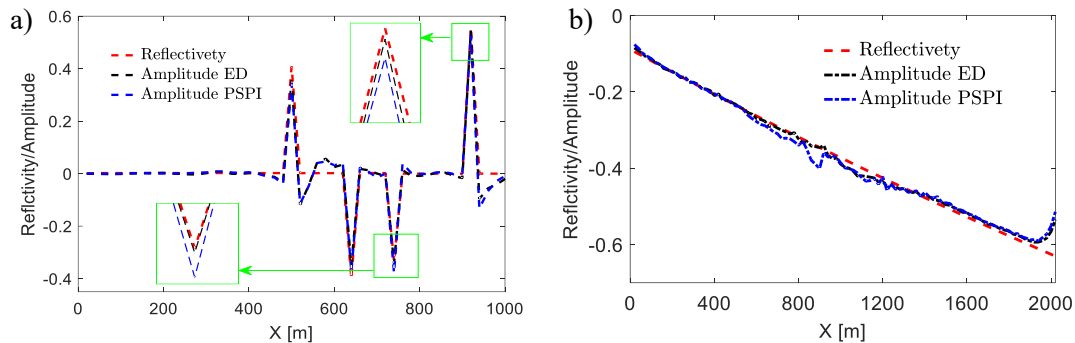 a)
0.6
0.4
0.2
0
-0.2
-0.4
Reflctivity/Amplitude
Reflectivety
Amplitude ED
Amplitude PSPI
0 200 400 600 800 1000
X [m]
b)
0
-0.2
-0.4
-0.6
Reflctivity/Amplitude
Reflectivety
Amplitude ED
Amplitude PSPI
0 400 800 1200 1600 2000
X [m]